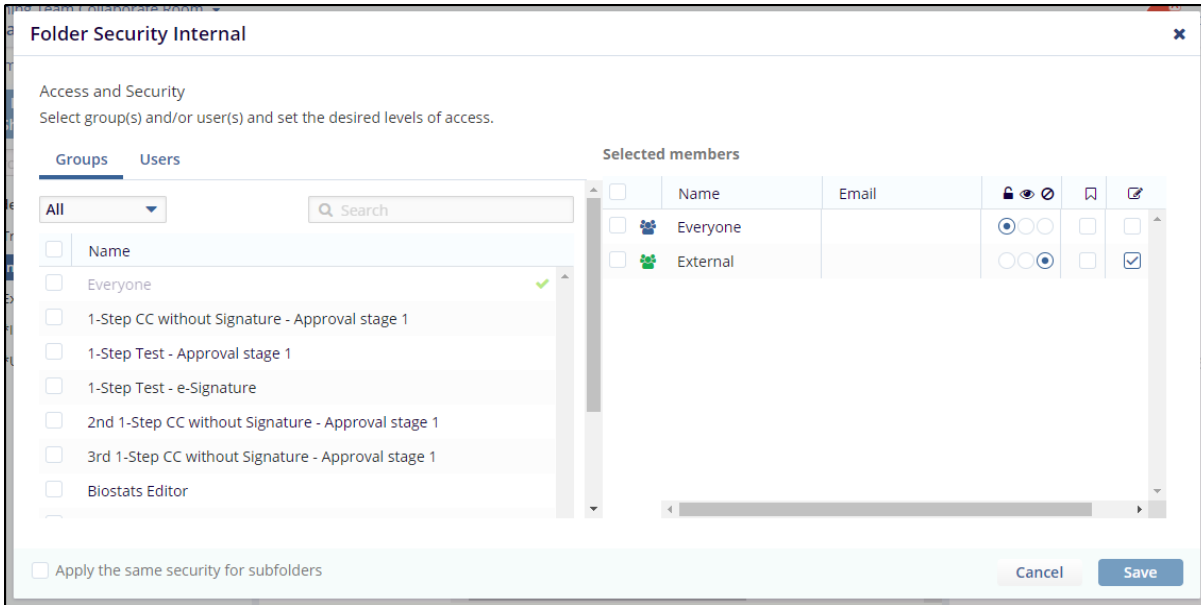 ning Team Collaborate Room
Folder Security Internal
Access and Security
Select group(s) and/or user(s) and set the desired levels of access.
Groups Users
Selected members
All
Search
Name
Name Email
Everyone
1-Step CC without Signature - Approval stage 1
1-Step Test - Approval stage 1
1-Step Test - e-Signature
2nd 1-Step CC without Signature - Approval stage 1
3rd 1-Step CC without Signature - Approval stage 1
Biostats Editor
Everyone
External
Apply the same security for subfolders
Cancel Save